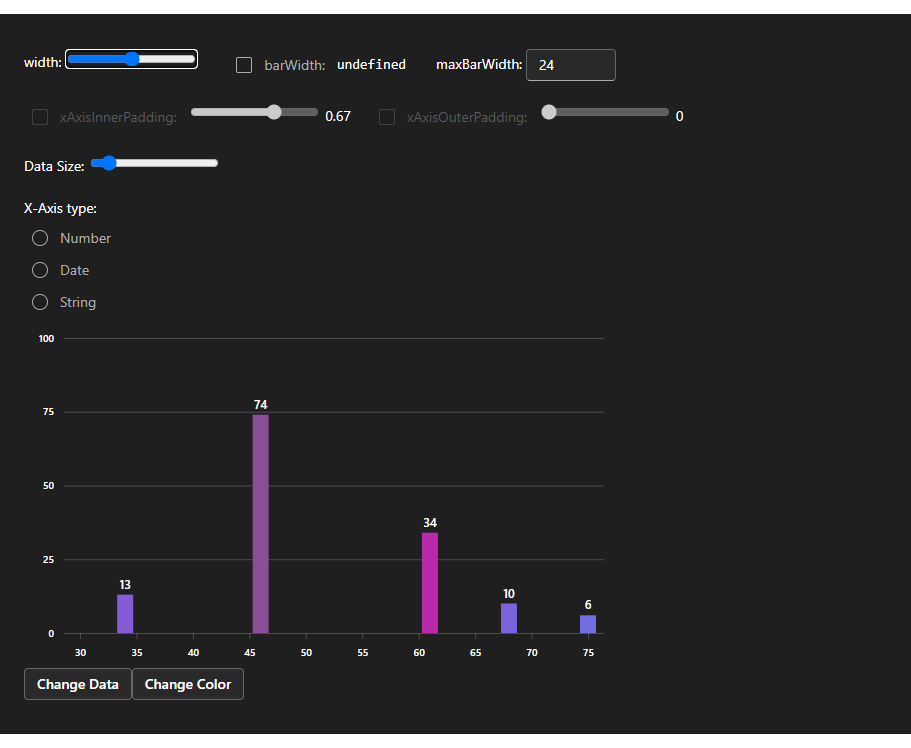 width: barWidth: undefined maxBarWidth: 24
xAxisInnerPadding: 0.67 xAxisOuterPadding: 0
Data Size:
X-Axis type:
Number
Date
String
100
75
50
25
0
74
34
13
10
6
30 35 40 45 50 55 60 65 70 75
Change Data Change Color